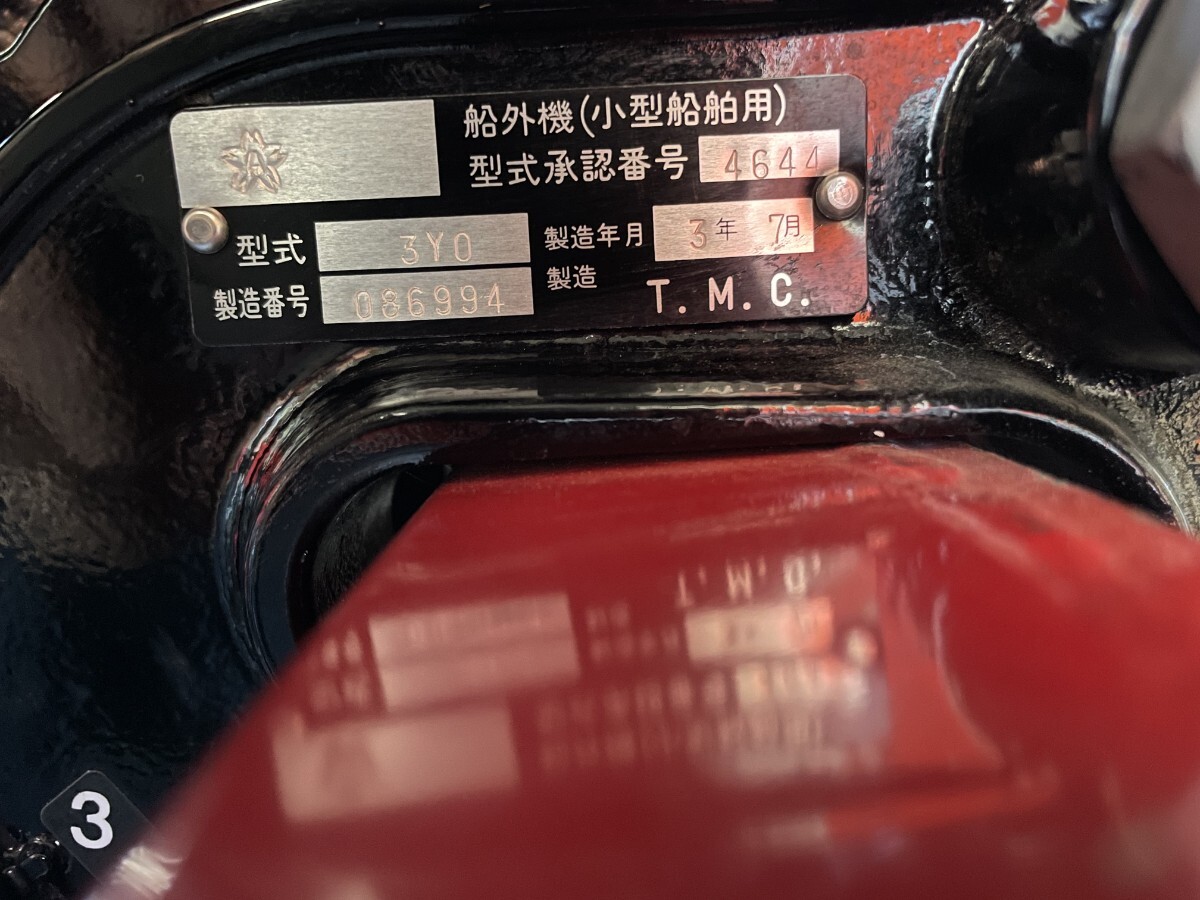 船外機(小型船舶用)
型式承認番号 4644
型式 3Y0
製造年月 3年 7月
製造番号 086994
製造 T. M. C.
3